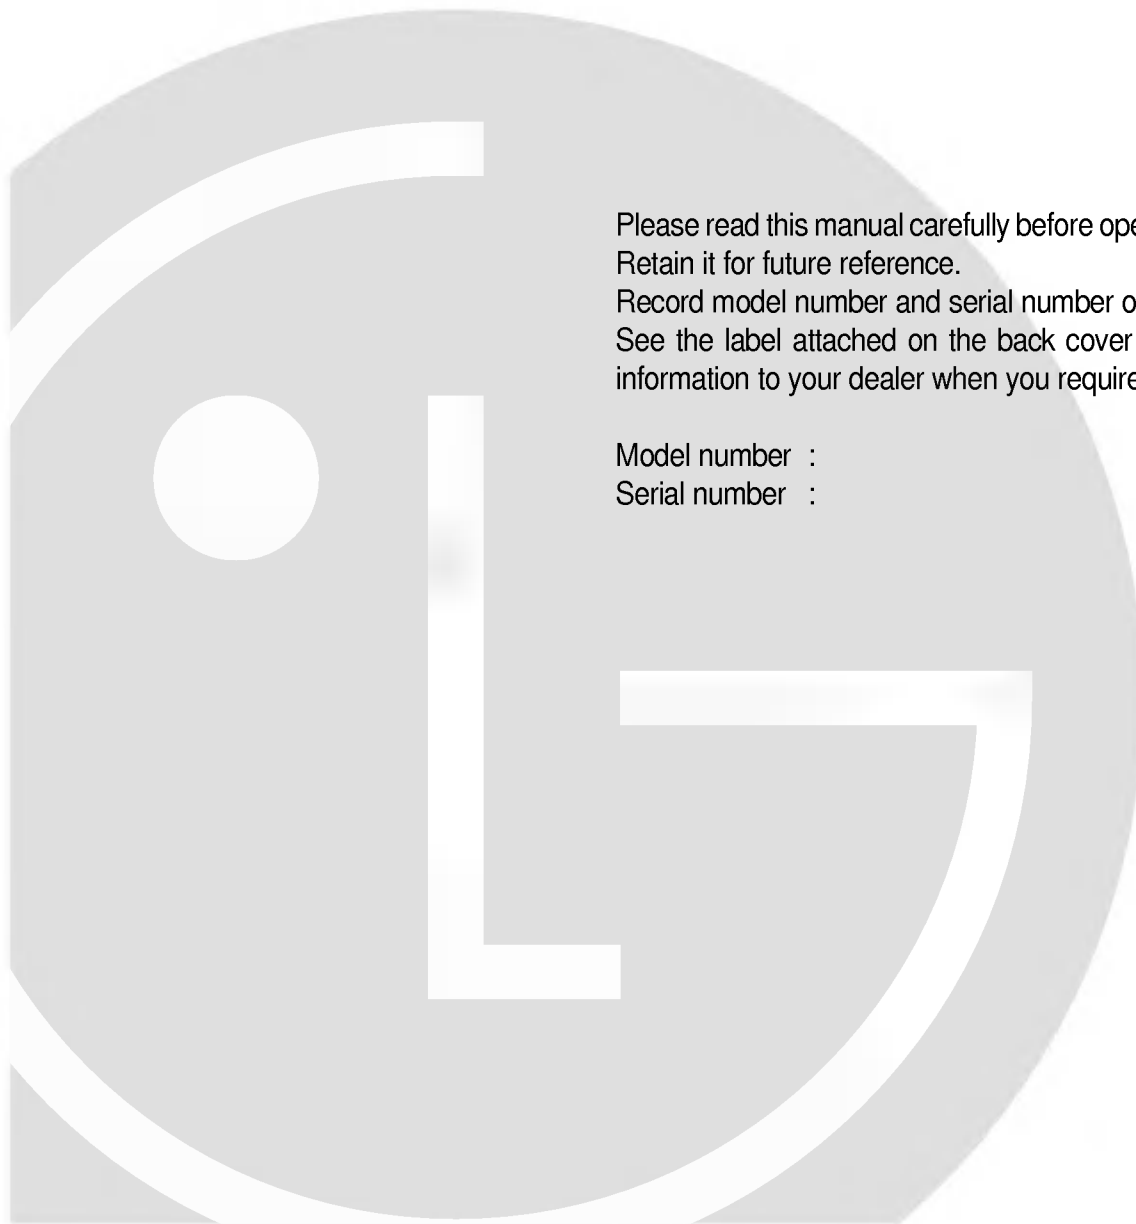 Please read this manual carefully before
Retain it for future reference.
Record model number and serial number
See the label attached on the back cover
information to your dealer when you require
Model number :
Serial number :
LG